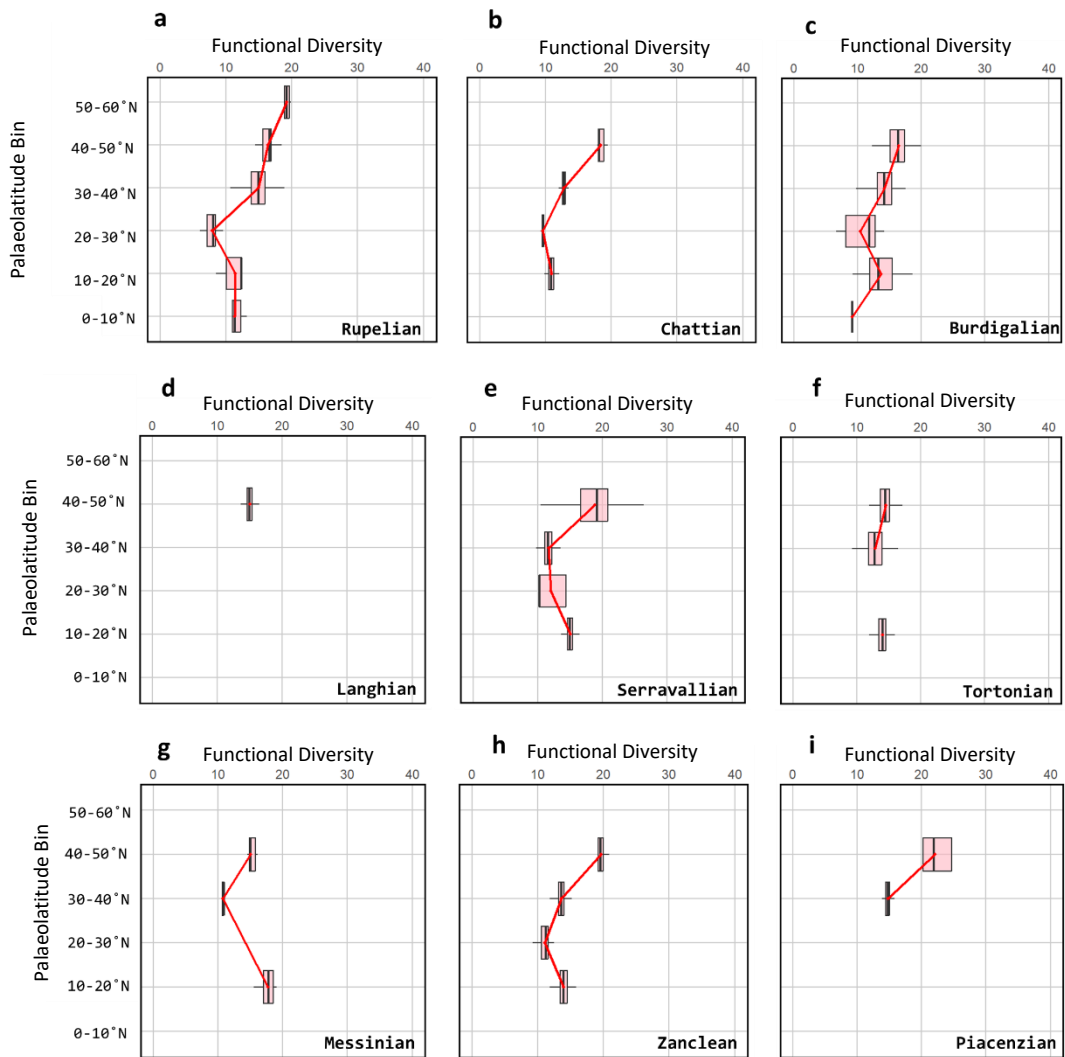 a
Functional Diversity
0 10 20 30 40
Palaeolatitude Bin
50-60˚N
40-50˚N
30-40˚N
20-30˚N
10-20˚N
0-10˚N
Rupelian
b
Functional Diversity
0 10 20 30 40
Chattian
c
Functional Diversity
0 10 20 30 40
Burdigalian
d
Functional Diversity
0 10 20 30 40
Palaeolatitude Bin
50-60˚N
40-50˚N
30-40˚N
20-30˚N
10-20˚N
0-10˚N
Langhian
e
Functional Diversity
0 10 20 30 40
Serravallian
f
Functional Diversity
0 10 20 30 40
Tortonian
g
Functional Diversity
0 10 20 30 40
Palaeolatitude Bin
50-60˚N
40-50˚N
30-40˚N
20-30˚N
10-20˚N
0-10˚N
Messinian
h
Functional Diversity
0 10 20 30 40
Zanclean
i
Functional Diversity
0 10 20 30 40
Piacenzian